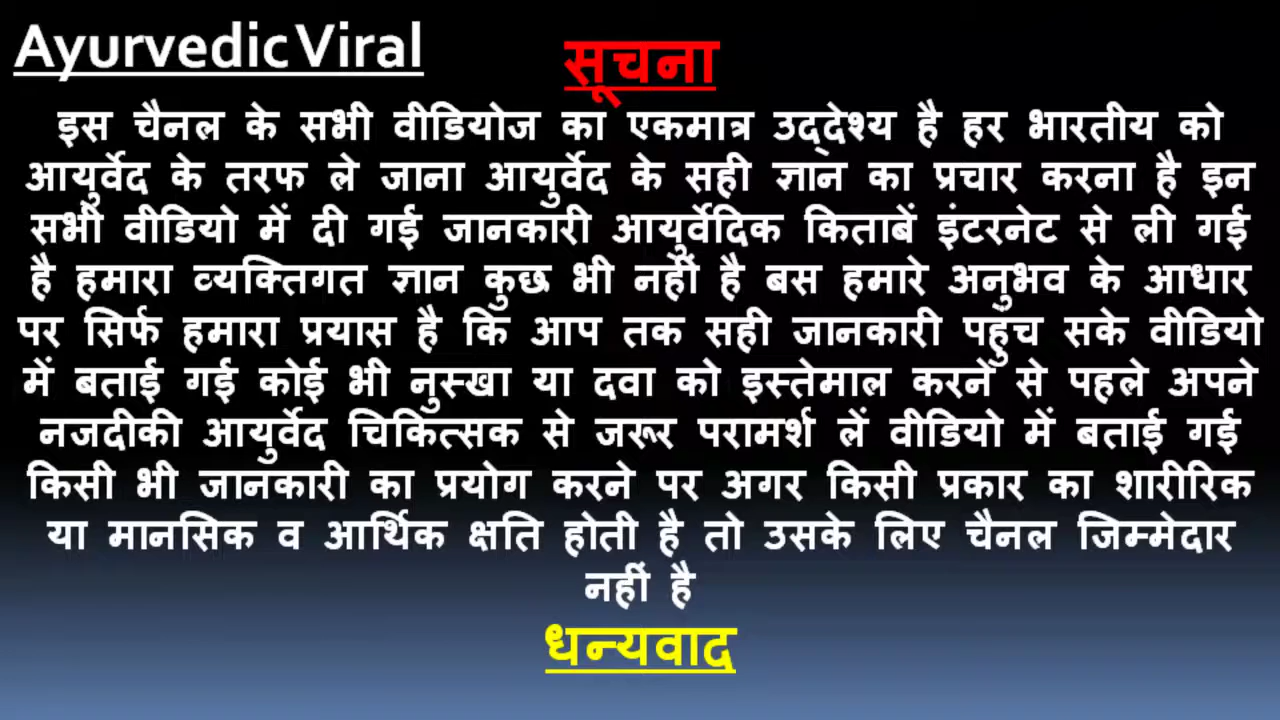 Ayurvedic Viral
सूचना
इस चैनल के सभी वीडियोज का एकमात्र उद्देश्य है हर भारतीय को
आयुर्वेद के तरफ ले जाना आयुर्वेद के सही ज्ञान का प्रचार करना है इन
सभी वीडियो में दी गई जानकारी आयुर्वेदिक किताबें इंटरनेट से ली गई
है हमारा व्यक्तिगत ज्ञान कुछ भी नहीं है बस हमारे अनुभव के आधार
पर सिर्फ हमारा प्रयास है कि आप तक सही जानकारी पहुंच सके वीडियो
में बताई गई कोई भी नुस्खा या दवा को इस्तेमाल करने से पहले अपने
नजदीकी आयुर्वेद चिकित्सक से जरूर परामर्श लें वीडियो में बताई गई
किसी भी जानकारी का प्रयोग करने पर अगर किसी प्रकार का शारीरिक
या मानसिक व आर्थिक क्षति होती है तो उसके लिए चैनल जिम्मेदार
नहीं है
धन्यवाद